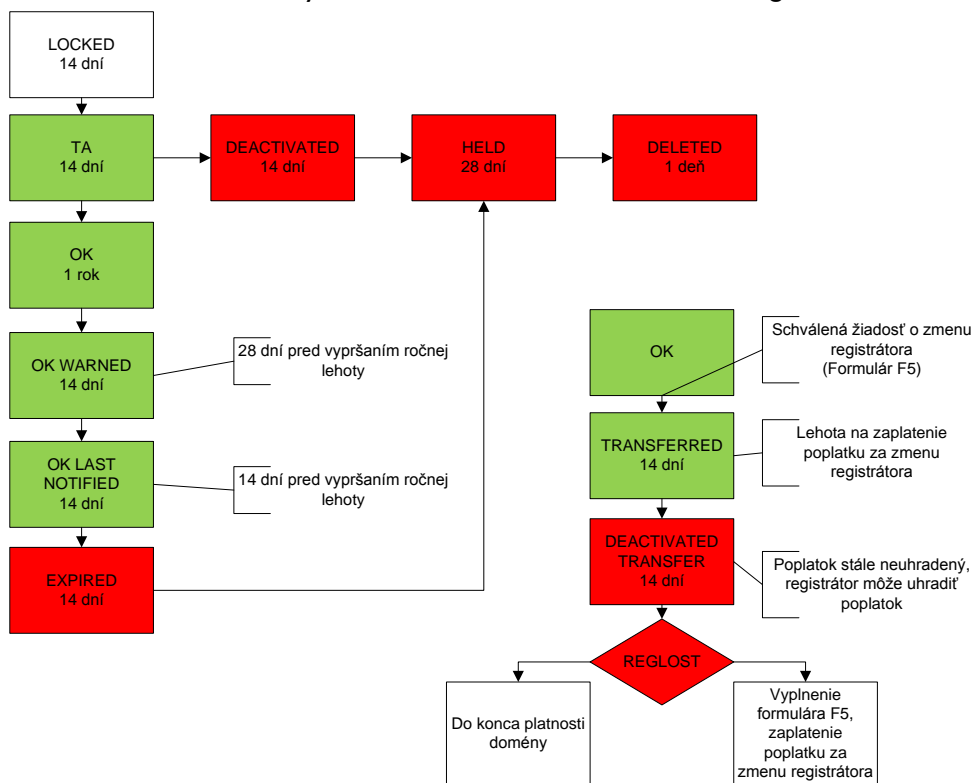 LOCKED
14 dní
TA
14 dní
DEACTIVATED
14 dní
HELD
28 dní
DELETED
1 deň
OK
1 rok
OK WARNED
14 dní
28 dní pred vypršaním ročnej
lehoty
OK LAST
NOTIFIED
14 dní
14 dní pred vypršaním ročnej
lehoty
EXPIRED
14 dní
OK
Schválená žiadosť o zmenu
registrátora
(Formulár F5)
TRANSFERRED
14 dní
Lehota na zaplatenie
poplatku za zmenu
registrátora
DEACTIVATED
TRANSFER
14 dní
Poplatok stále neuhradený,
registrátor môže uhradiť
poplatok
REGLOST
Do konca platnosti
domény
Vyplnenie
formulára F5,
zaplatenie
poplatku za
zmenu registrátora